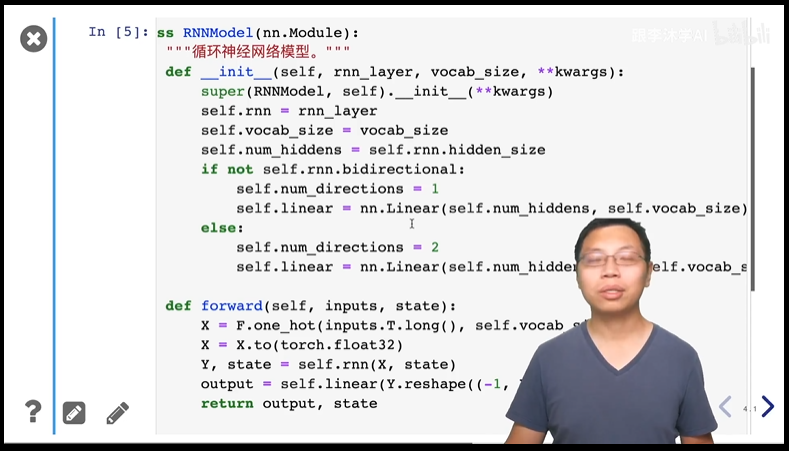 跟李沐学AI bilibili
In [5]: ss RNNModel(nn.Module):
"""循环神经网络模型。"""
def __init__(self, rnn_layer, vocab_size, **kwargs):
super(RNNModel, self).__init__(**kwargs)
self.rnn = rnn_layer
self.vocab_size = vocab_size
self.num_hiddens = self.rnn.hidden_size
if not self.rnn.bidirectional:
self.num_directions = 1
self.linear = nn.Linear(self.num_hiddens, self.vocab_size)
else:
self.num_directions = 2
self.linear = nn.Linear(self.num_hidde elf.vocab_s
def forward(self, inputs, state):
X = F.one_hot(inputs.T.long(), self.vocab_s
X = X.to(torch.float32)
Y, state = self.rnn(X, state)
output = self.linear(Y.reshape((-1,
return output, state
4.1